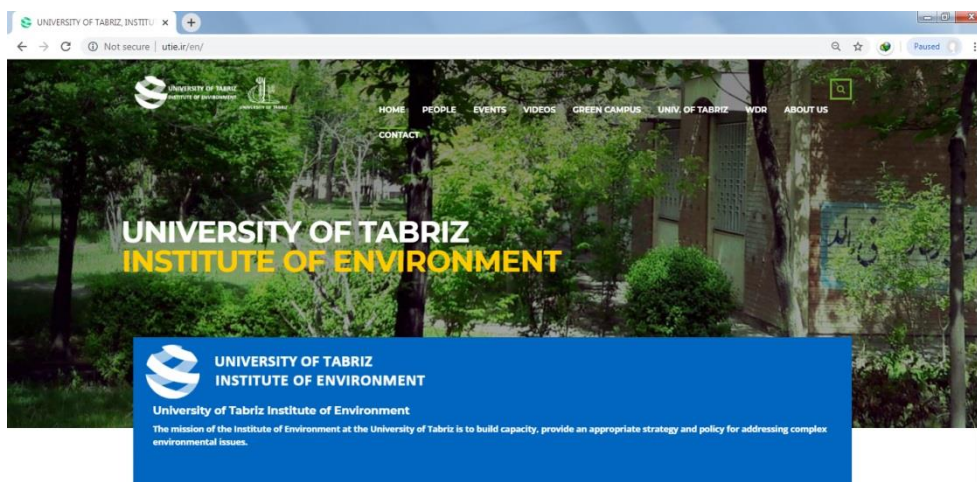 UNIVERSITY OF TABRIZ, INSTITU
Not secure | utie.ir/en/
Paused
UNIVERSITY OF TABRIZ
INSTITUTE OF ENVIRONMENT
UNIVERSITY OF TABRIZ
HOME PEOPLE EVENTS VIDEOS GREEN CAMPUS UNIV. OF TABRIZ WDR ABOUT US
CONTACT
UNIVERSITY OF TABRIZ
INSTITUTE OF ENVIRONMENT
UNIVERSITY OF TABRIZ
INSTITUTE OF ENVIRONMENT
University of Tabriz Institute of Environment
The mission of the Institute of Environment at the University of Tabriz is to build capacity, provide an appropriate strategy and policy for addressing complex
environmental issues.